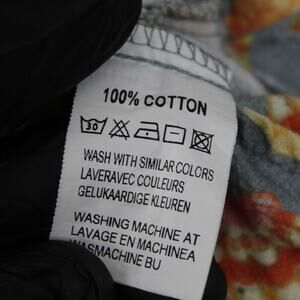 100% COTTON
30
WASH WITH SIMILAR COLORS
LAVERAVEC COULEURS
GELUKAARDIGE KLEUREN
WASHING MACHINE AT
LAVAGE EN MACHINEA
WASMACHINE BU